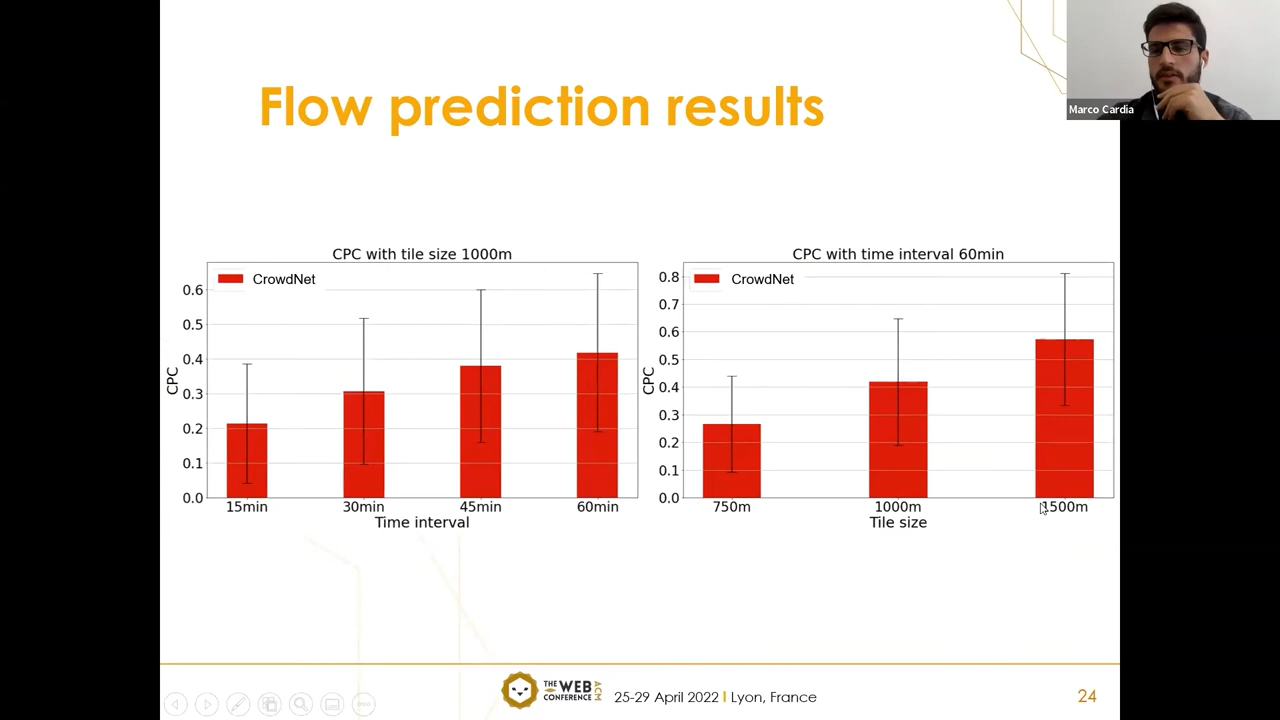 Flow prediction results
Marco Cardia
CPC with tile size 1000m
CrowdNet
0.6
0.5
0.4
0.3
0.2
0.1
0.0
CPC
15min 30min 45min 60min
Time interval
CPC with time interval 60min
CrowdNet
0.8
0.7
0.6
0.5
0.4
0.3
0.2
0.1
0.0
CPC
750m 1000m 1500m
Tile size
THE WEB
CONFERENCE
ACM
25-29 April 2022 I Lyon, France
24